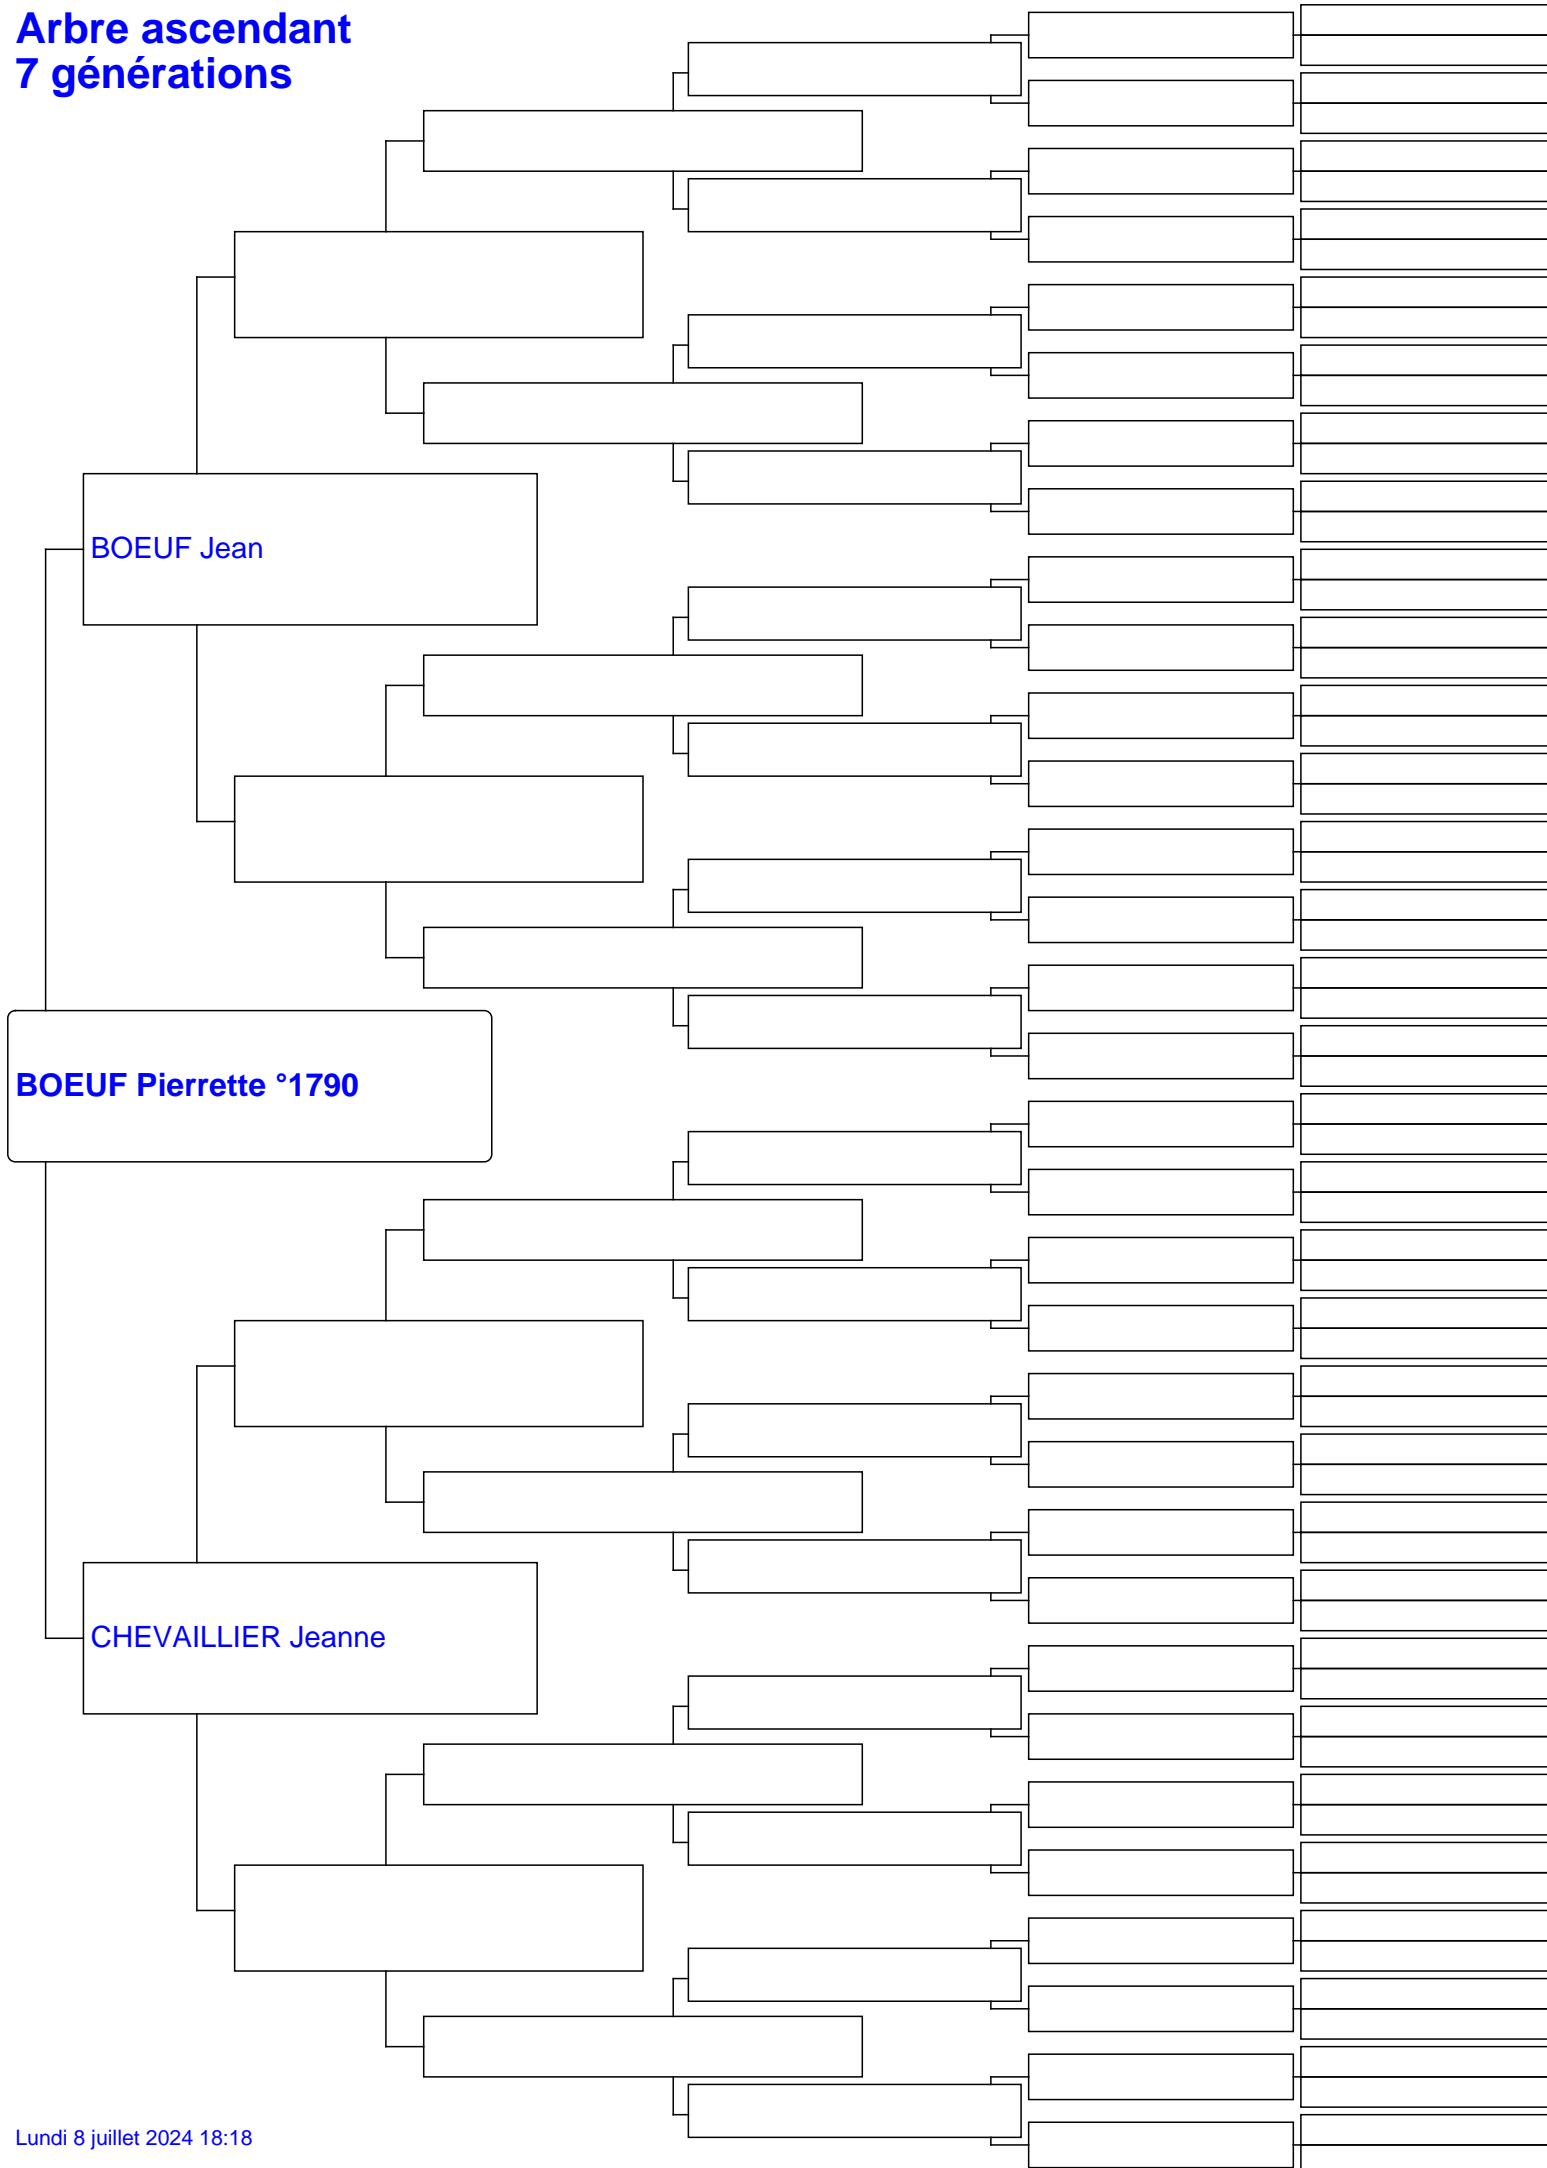 Arbre ascendant
7 générations
BOEUF Jean
BOEUF Pierrette °1790
CHEVAILLIER Jeanne
Lundi 8 juillet 2024 18:18